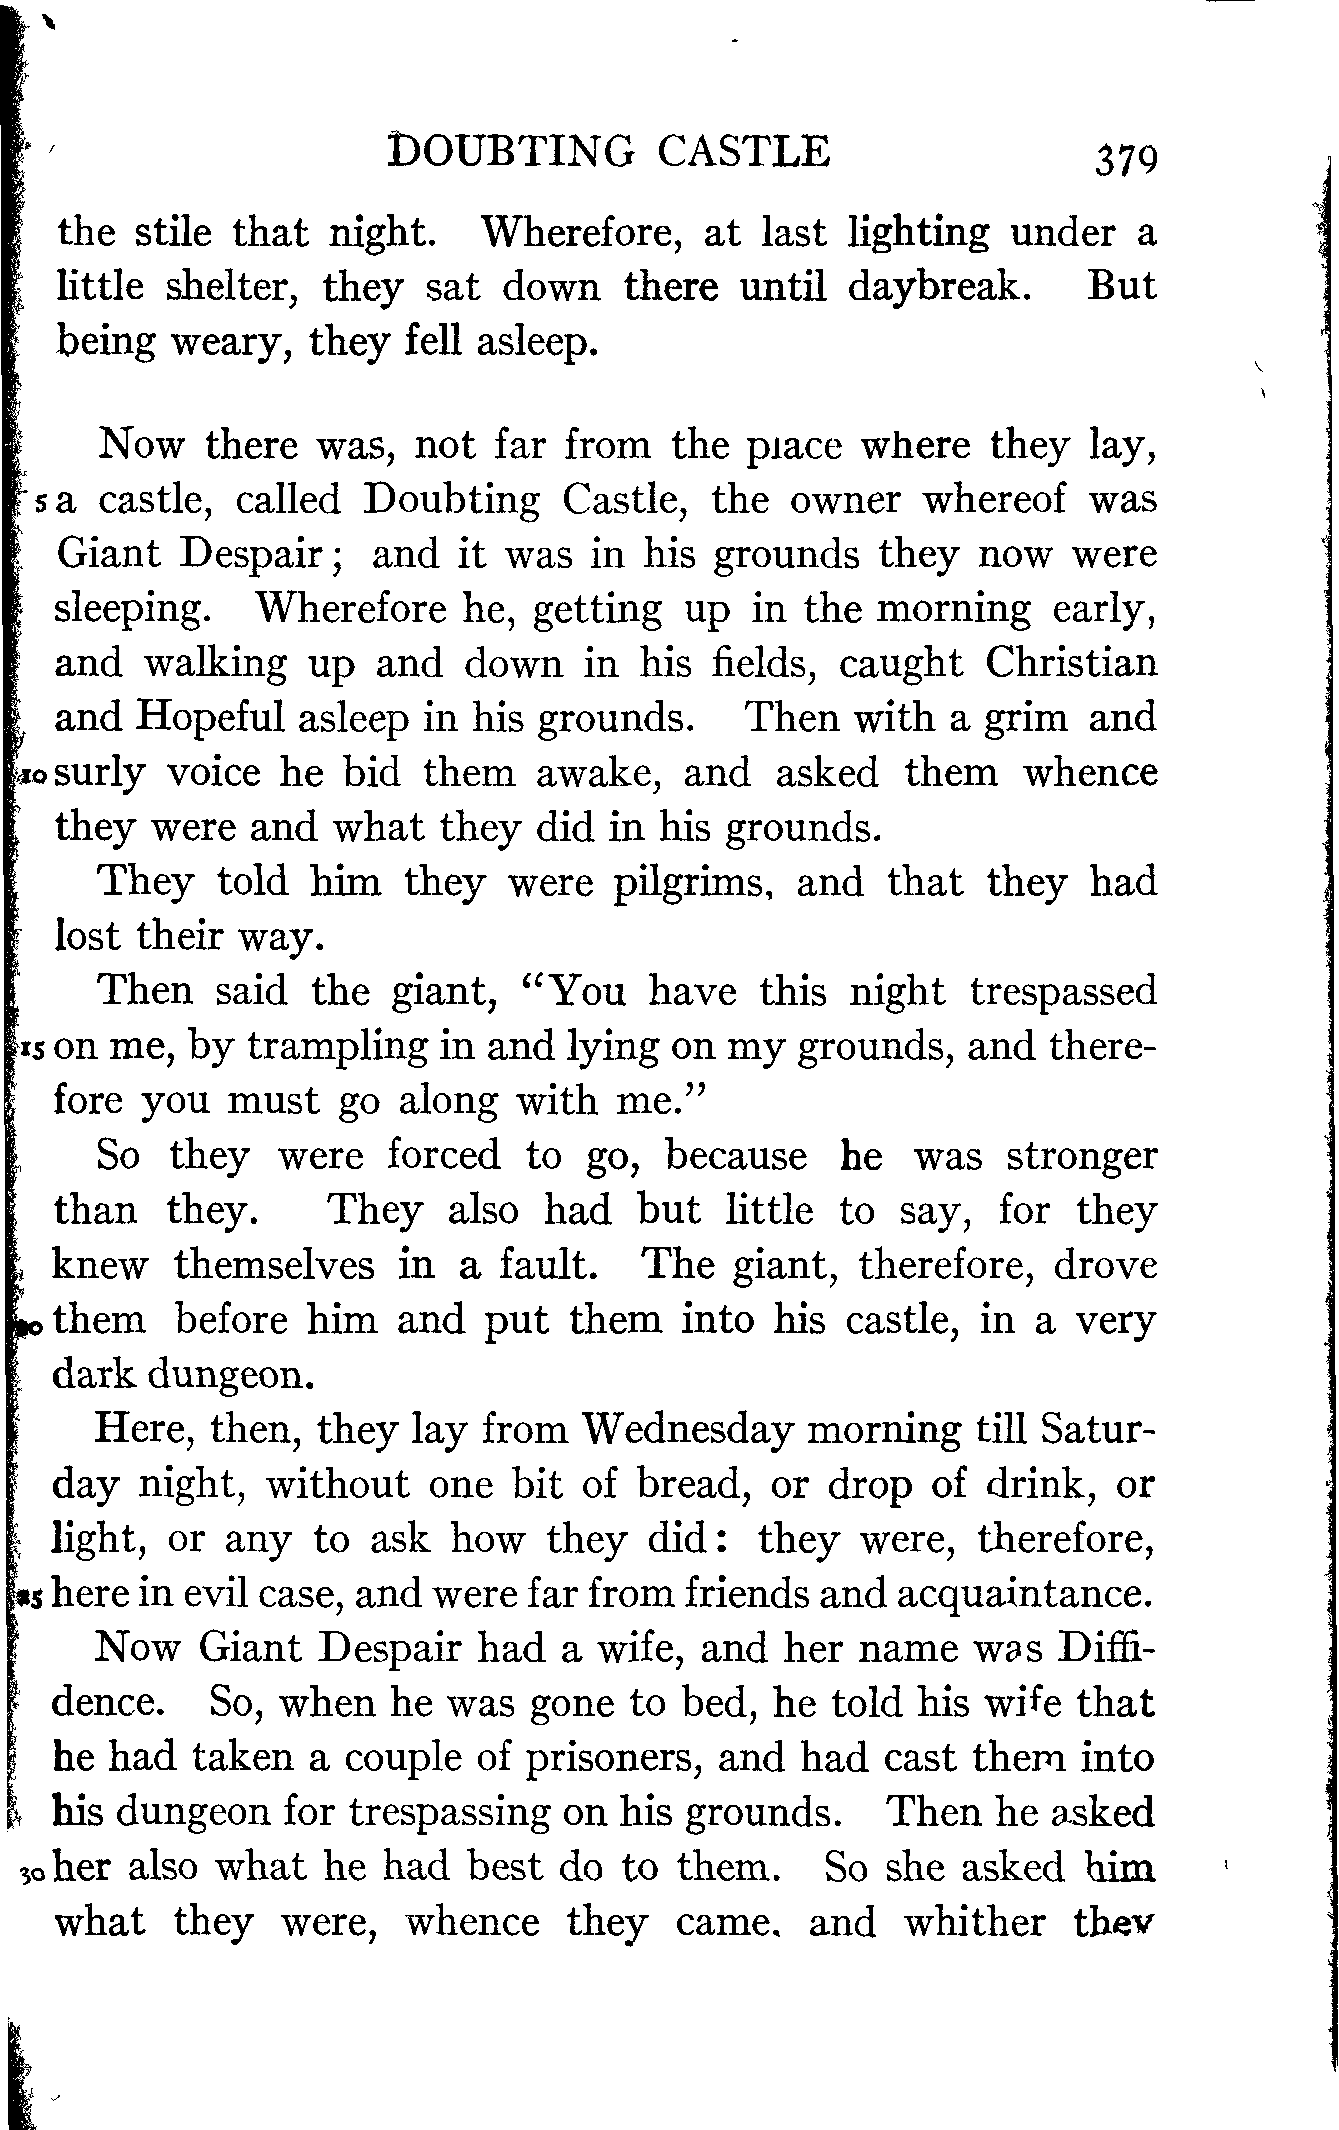 DOUBTING CASTLE 379
the stile that night. Wherefore, at last lighting under a
little shelter, they sat down there until daybreak. But
being weary, they fell asleep.
Now there was, not far from the place where they lay,
5 a castle, called Doubting Castle, the owner whereof was
Giant Despair; and it was in his grounds they now were
sleeping. Wherefore he, getting up in the morning early,
and walking up and down in his fields, caught Christian
and Hopeful asleep in his grounds. Then with a grim and
10 surly voice he bid them awake, and asked them whence
they were and what they did in his grounds.
They told him they were pilgrims, and that they had
lost their way.
Then said the giant, "You have this night trespassed
15 on me, by trampling in and lying on my grounds, and there-
fore you must go along with me."
So they were forced to go, because he was stronger
than they. They also had but little to say, for they
knew themselves in a fault. The giant, therefore, drove
20 them before him and put them into his castle, in a very
dark dungeon.
Here, then, they lay from Wednesday morning till Satur-
day night, without one bit of bread, or drop of drink, or
light, or any to ask how they did: they were, therefore,
25 here in evil case, and were far from friends and acquaintance.
Now Giant Despair had a wife, and her name was Diffi-
dence. So, when he was gone to bed, he told his wife that
he had taken a couple of prisoners, and had cast them into
his dungeon for trespassing on his grounds. Then he asked
30 her also what he had best do to them. So she asked him
what they were, whence they came, and whither they